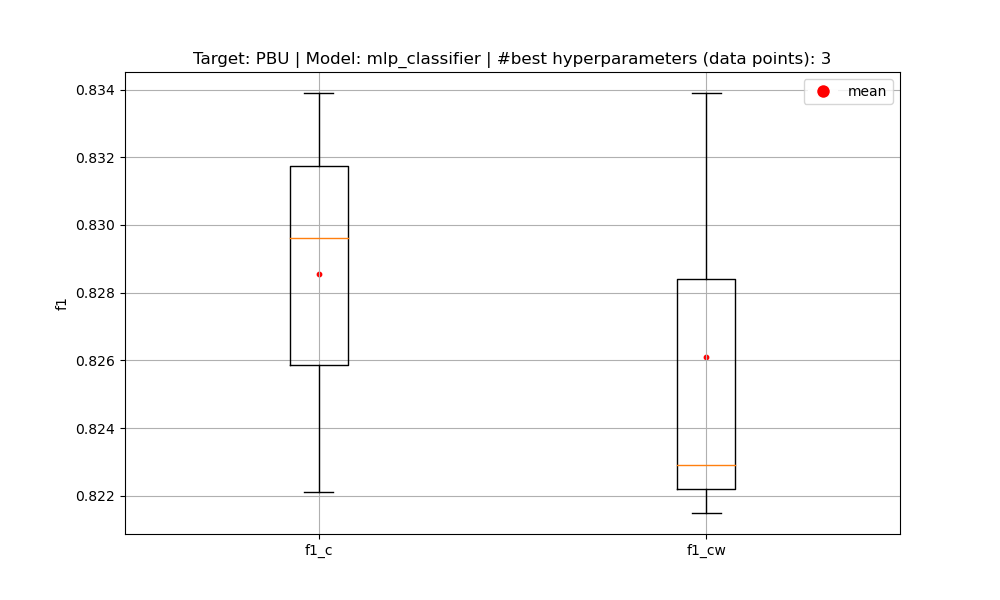 Target: PBU | Model: mlp_classifier | #best hyperparameters (data points): 3
mean
f1
0.834
0.832
0.830
0.828
0.826
0.824
0.822
f1_c
f1_cw